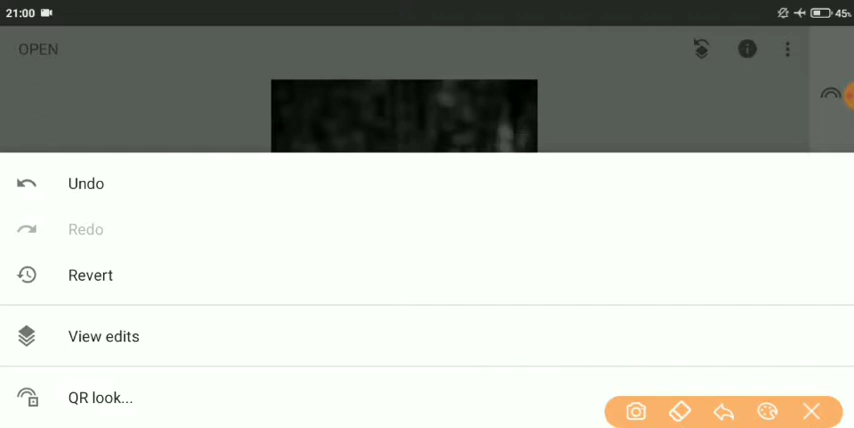 21:00
45%
OPEN
Undo
Redo
Revert
View edits
QR look...